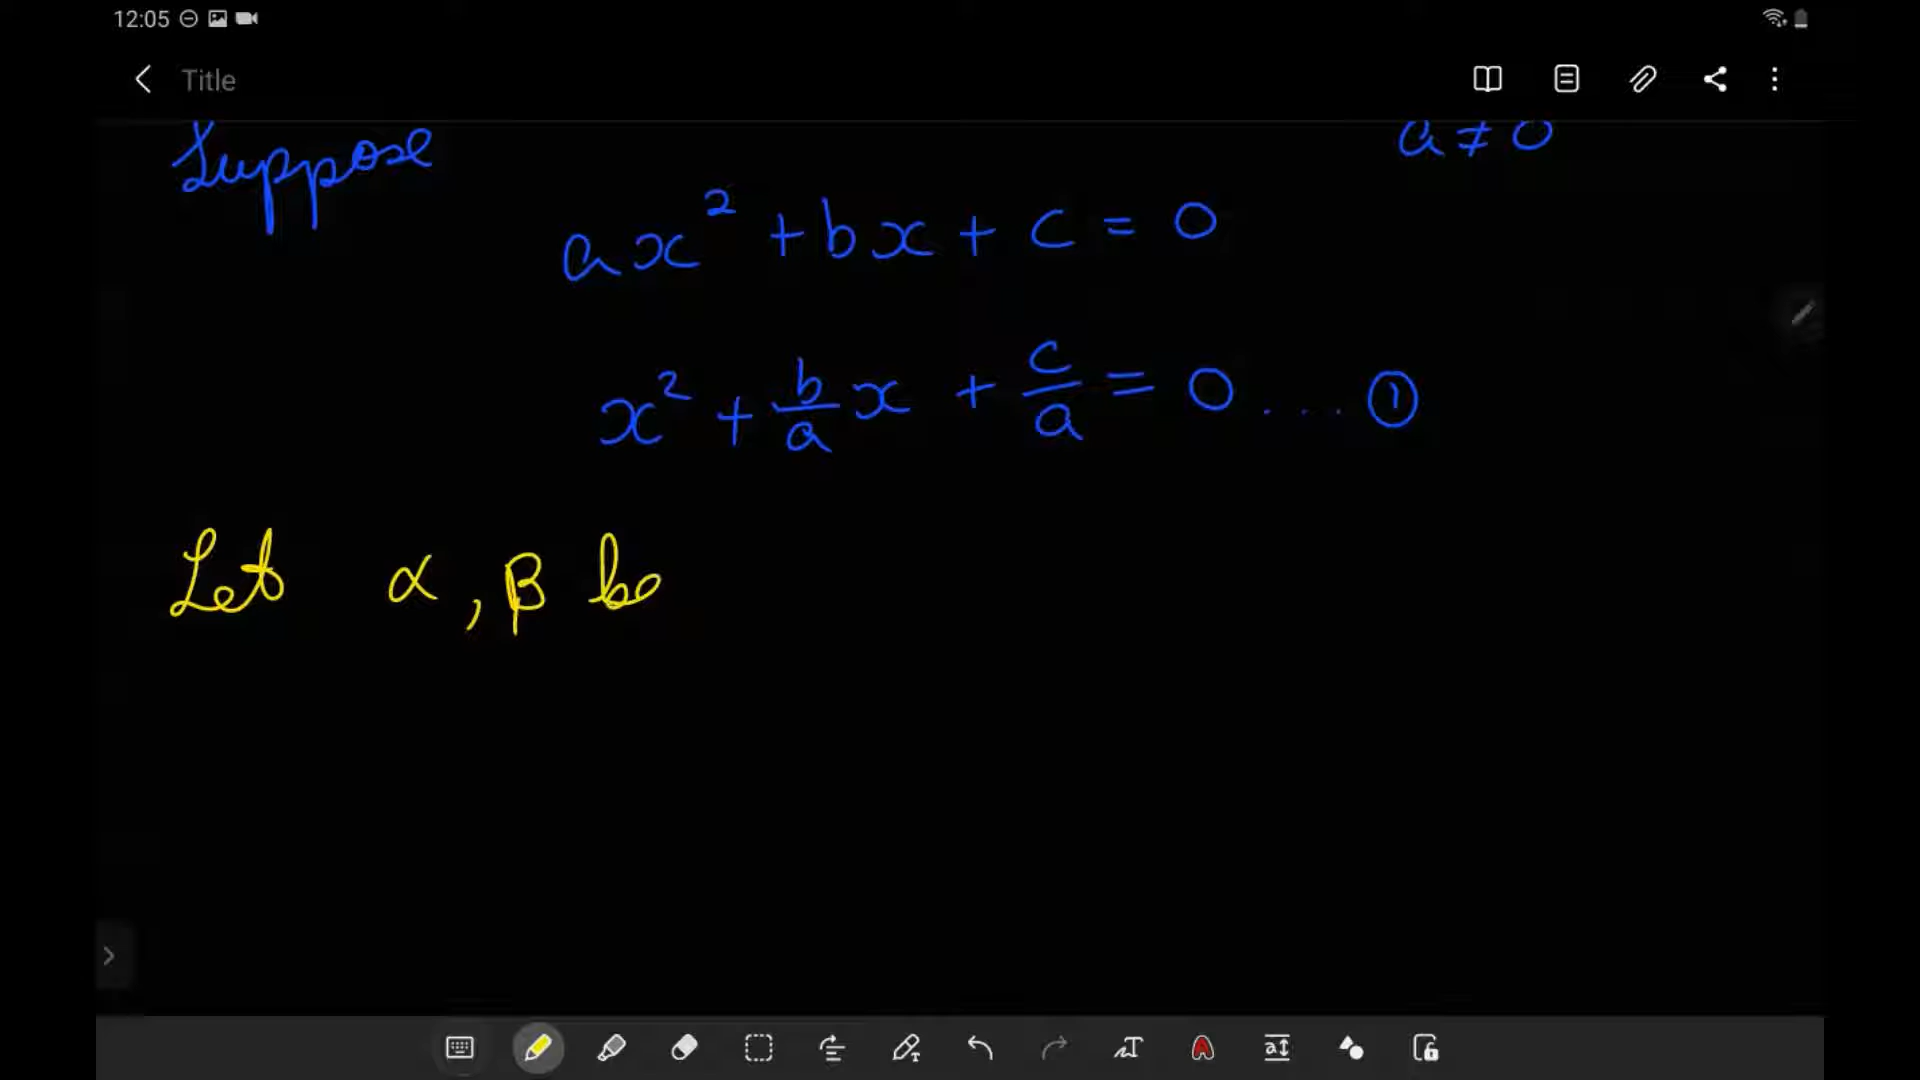 12:05
Title
Suppose a ≠ 0
ax² + bx + c = 0
x² + b/a x + c/a = 0 .... ①
Let α, β be